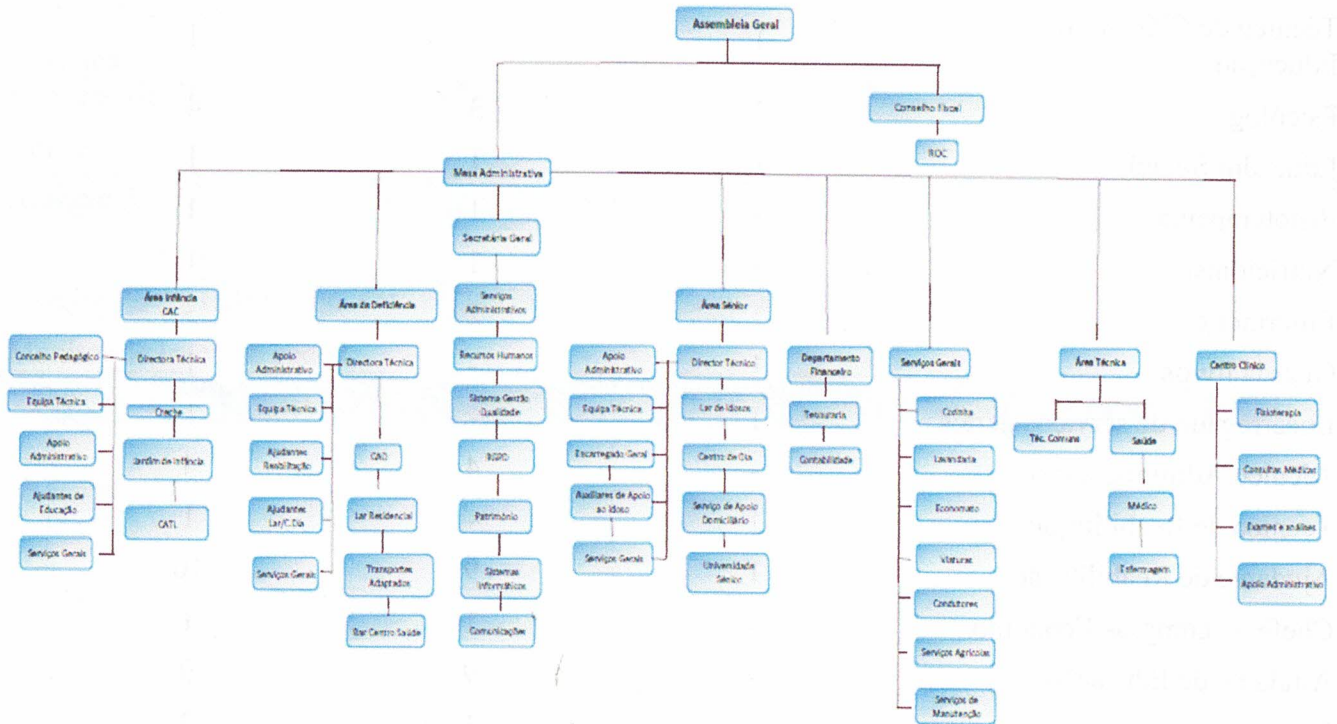 Assembleia Geral
Conselho Fiscal
ROC
Mesa Administrativa
Secretária Geral
Área Infância
CAC
Área da Deficiência
Serviços
Administrativos
Área Sénior
Concelho Pedagógico
Directora Técnica
Apoio
Administrativo
Directora Técnica
Recursos Humanos
Apoio
Administrativo
Director Técnico
Departamento
Financeiro
Serviços Gerais
Área Técnica
Centro Clínico
Equipa Técnica
Creche
Equipa Técnica
Sistema Gestão
Qualidade
Equipa Técnica
Lar de Idosos
Tesouraria
Cozinha
Téc. Comuns
Saúde
Fisioterapia
Apoio
Administrativo
Jardim de Infância
Ajudantes
Reabilitação
CAO
RGPD
Encarregado Geral
Centro de Dia
Contabilidade
Lavandaria
Consultas Médicas
Ajudantes de
Educação
CATL
Ajudantes
Lar/C.Dia
Lar Residencial
Património
Auxiliares de Apoio
ao Idoso
Serviço de Apoio
Domiciliário
Economato
Médico
Exames e análises
Serviços Gerais
Serviços Gerais
Transportes
Adaptados
Sistemas
Informáticos
Serviços Gerais
Universidade
Sénior
Viaturas
Enfermagem
Apoio Administrativo
Bar Centro Saúde
Comunicações
Condutores
Serviços Agrícolas
Serviços de
Manutenção